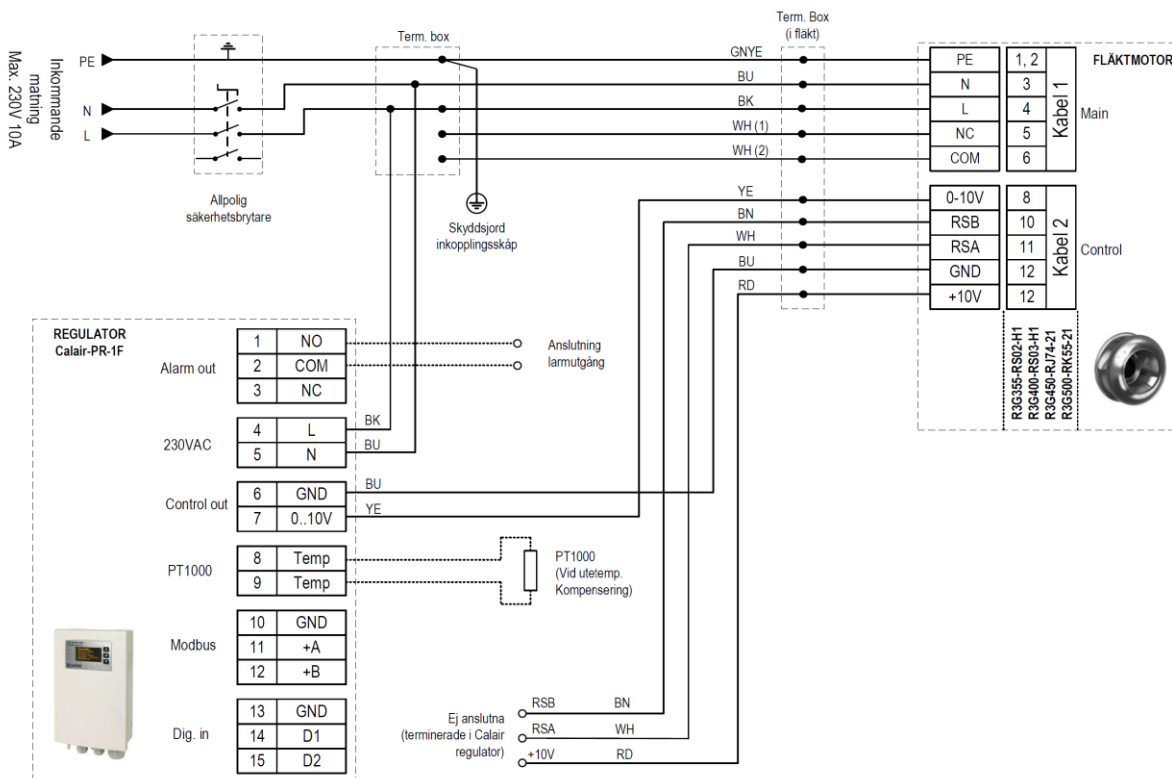 Inkommande
matning
Max. 230V 10A
PE
N
L
Allpolig
säkerhetsbrytare
Term. box
Skyddsjord
inkopplingsskåp
Term. Box
(i fläkt)
GNYE
BU
BK
WH (1)
WH (2)
YE
BN
WH
BU
RD
FLÄKTMOTOR
PE 1, 2
N 3
L 4
NC 5
COM 6
Kabel 1
Main
0-10V 8
RSB 10
RSA 11
GND 12
+10V 12
Kabel 2
Control
R3G355-RS02-H1
R3G400-RS03-H1
R3G450-RJ74-21
R3G500-RK55-21
REGULATOR
Calair-PR-1F
Alarm out
1 NO
2 COM
3 NC
Anslutning
larmutgång
230VAC
4 L BK
5 N BU
Control out
6 GND BU
7 0..10V YE
PT1000
8 Temp
9 Temp
PT1000
(Vid utetemp.
Kompensering)
Modbus
10 GND
11 +A
12 +B
Dig. in
13 GND
14 D1
15 D2
Ej anslutna
(terminerade i Calair
regulator)
RSB BN
RSA WH
+10V RD